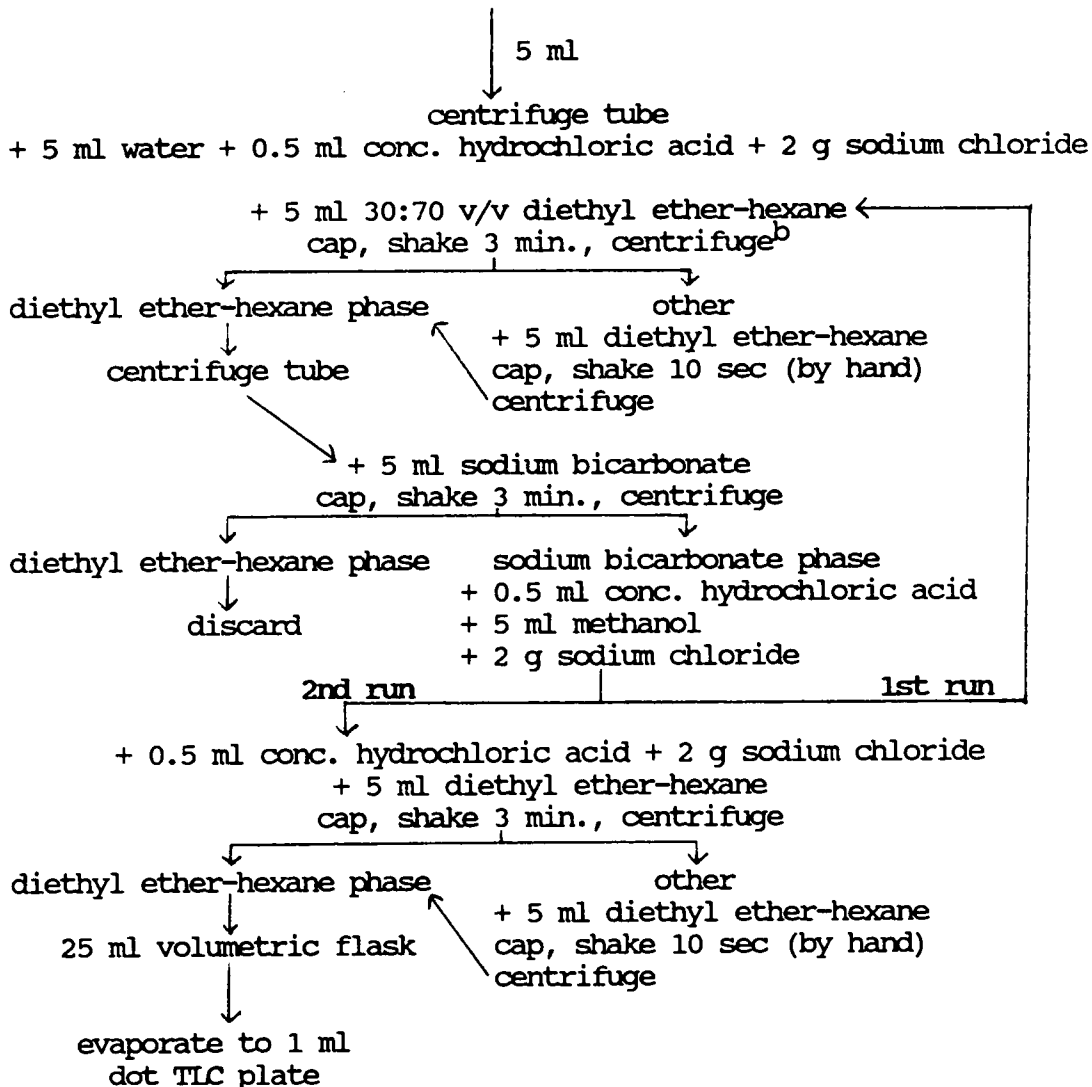 5 ml
centrifuge tube
+ 5 ml water + 0.5 ml conc. hydrochloric acid + 2 g sodium chloride
+ 5 ml 30:70 v/v diethyl ether-hexane
cap, shake 3 min., centrifuge^b
diethyl ether-hexane phase
centrifuge tube
other
+ 5 ml diethyl ether-hexane
cap, shake 10 sec (by hand)
centrifuge
+ 5 ml sodium bicarbonate
cap, shake 3 min., centrifuge
diethyl ether-hexane phase
discard
sodium bicarbonate phase
+ 0.5 ml conc. hydrochloric acid
+ 5 ml methanol
+ 2 g sodium chloride
2nd run
1st run
+ 0.5 ml conc. hydrochloric acid + 2 g sodium chloride
+ 5 ml diethyl ether-hexane
cap, shake 3 min., centrifuge
diethyl ether-hexane phase
25 ml volumetric flask
evaporate to 1 ml
dot TLC plate
other
+ 5 ml diethyl ether-hexane
cap, shake 10 sec (by hand)
centrifuge